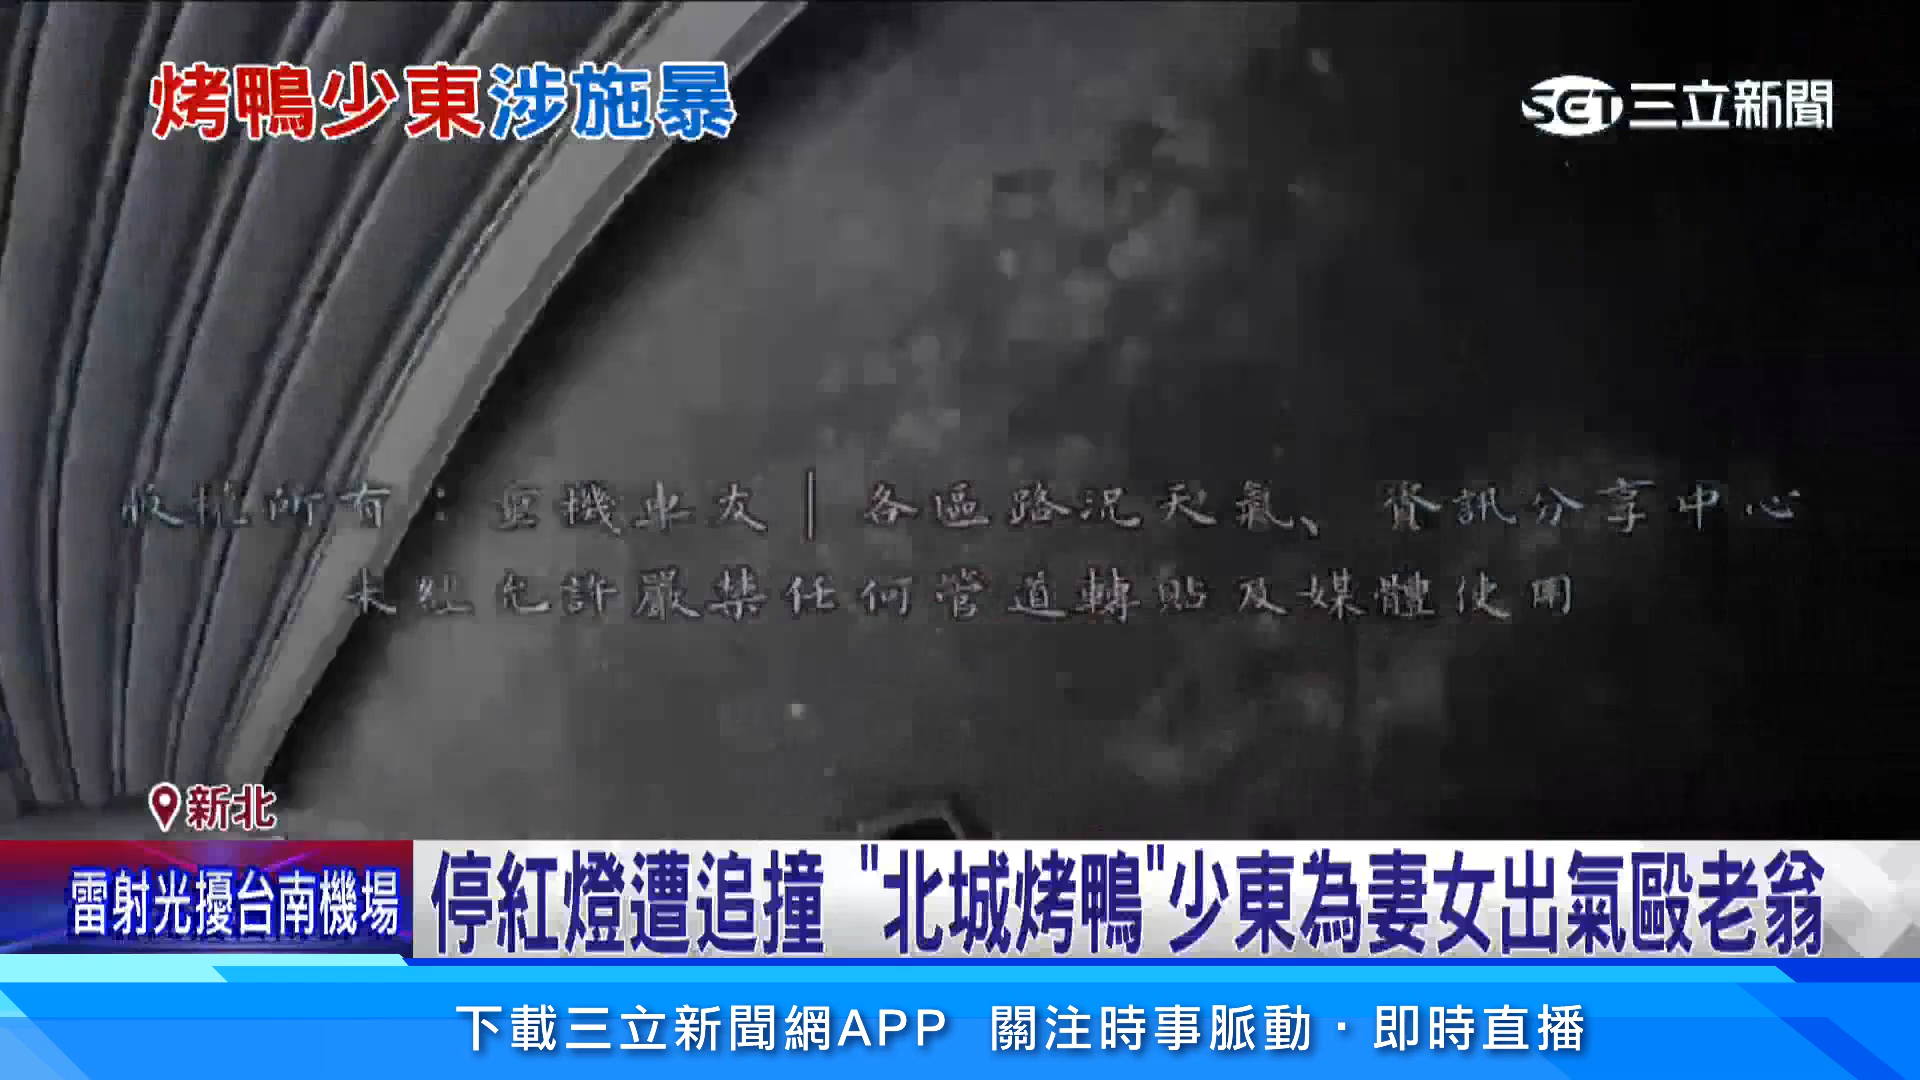 烤鴨少東涉施暴
SET三立新聞
版權所有：重機車友｜各區路況天氣、資訊分享中心
未經允許嚴禁任何管道轉貼及媒體使用
新北
雷射光擾台南機場
停紅燈遭追撞 "北城烤鴨"少東為妻女出氣毆老翁
下載三立新聞網APP 關注時事脈動·即時直播